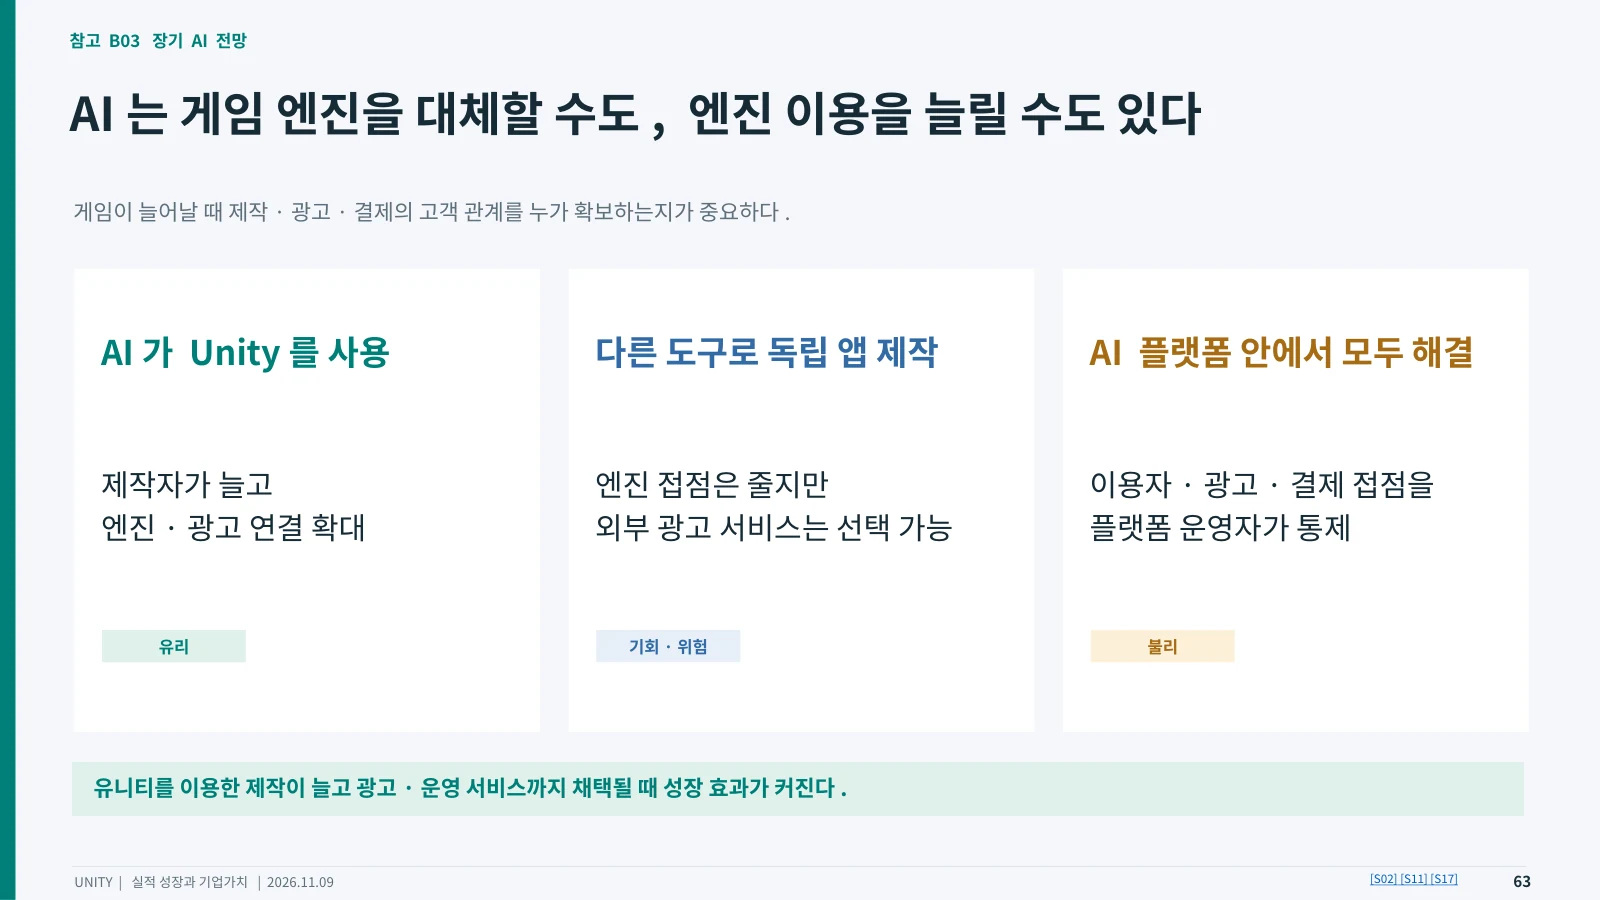 참고 B03 장기 AI 전망
AI 는 게임 엔진을 대체할 수도 , 엔진 이용을 늘릴 수도 있다
게임이 늘어날 때 제작 · 광고 · 결제의 고객 관계를 누가 확보하는지가 중요하다 .
AI 가 Unity 를 사용
제작자가 늘고
엔진 · 광고 연결 확대
유리
다른 도구로 독립 앱 제작
엔진 접점은 줄지만
외부 광고 서비스는 선택 가능
기회 · 위험
AI 플랫폼 안에서 모두 해결
이용자 · 광고 · 결제 접점을
플랫폼 운영자가 통제
불리
유니티를 이용한 제작이 늘고 광고 · 운영 서비스까지 채택될 때 성장 효과가 커진다 .
UNITY | 실적 성장과 기업가치 | 2026.11.09
[S02] [S11] [S17]
63